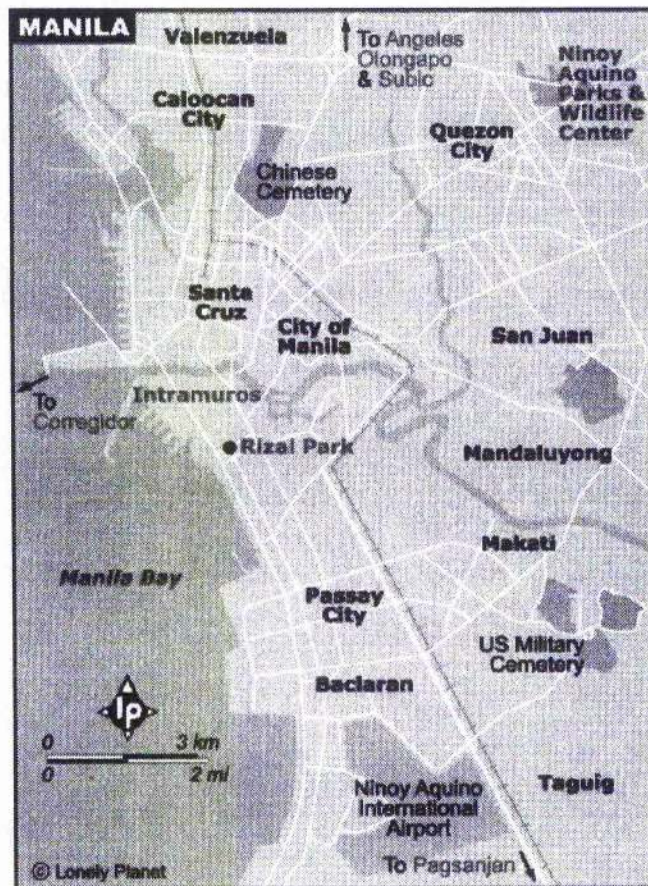 MANILA
Valenzuela
To Angeles
Olongapo
& Subic
Ninoy
Aquino
Parks &
Wildlife
Center
Caloocan
City
Quezon
City
Chinese
Cemetery
Santa
Cruz
City of
Manila
San Juan
Intramuros
To
Corregidor
Rizal Park
Mandaluyong
Makati
Manila Bay
Passay
City
US Military
Cemetery
Baclaran
lp
0 3 km
0 2 mi
Ninoy Aquino
International
Airport
Taguig
To Pagsanjan
© Lonely Planet